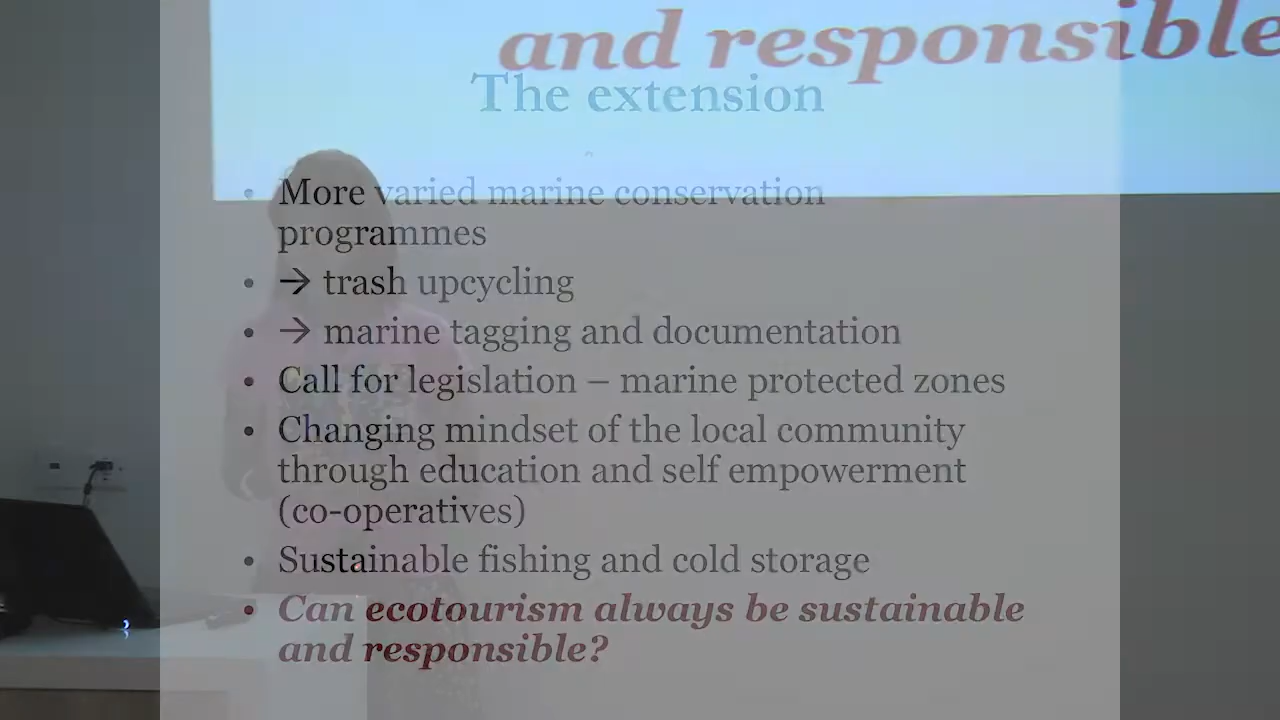 and responsible
The extension
• More varied marine conservation
programmes
• → trash upcycling
• → marine tagging and documentation
• Call for legislation – marine protected zones
• Changing mindset of the local community
through education and self empowerment
(co-operatives)
• Sustainable fishing and cold storage
• Can ecotourism always be sustainable
and responsible?